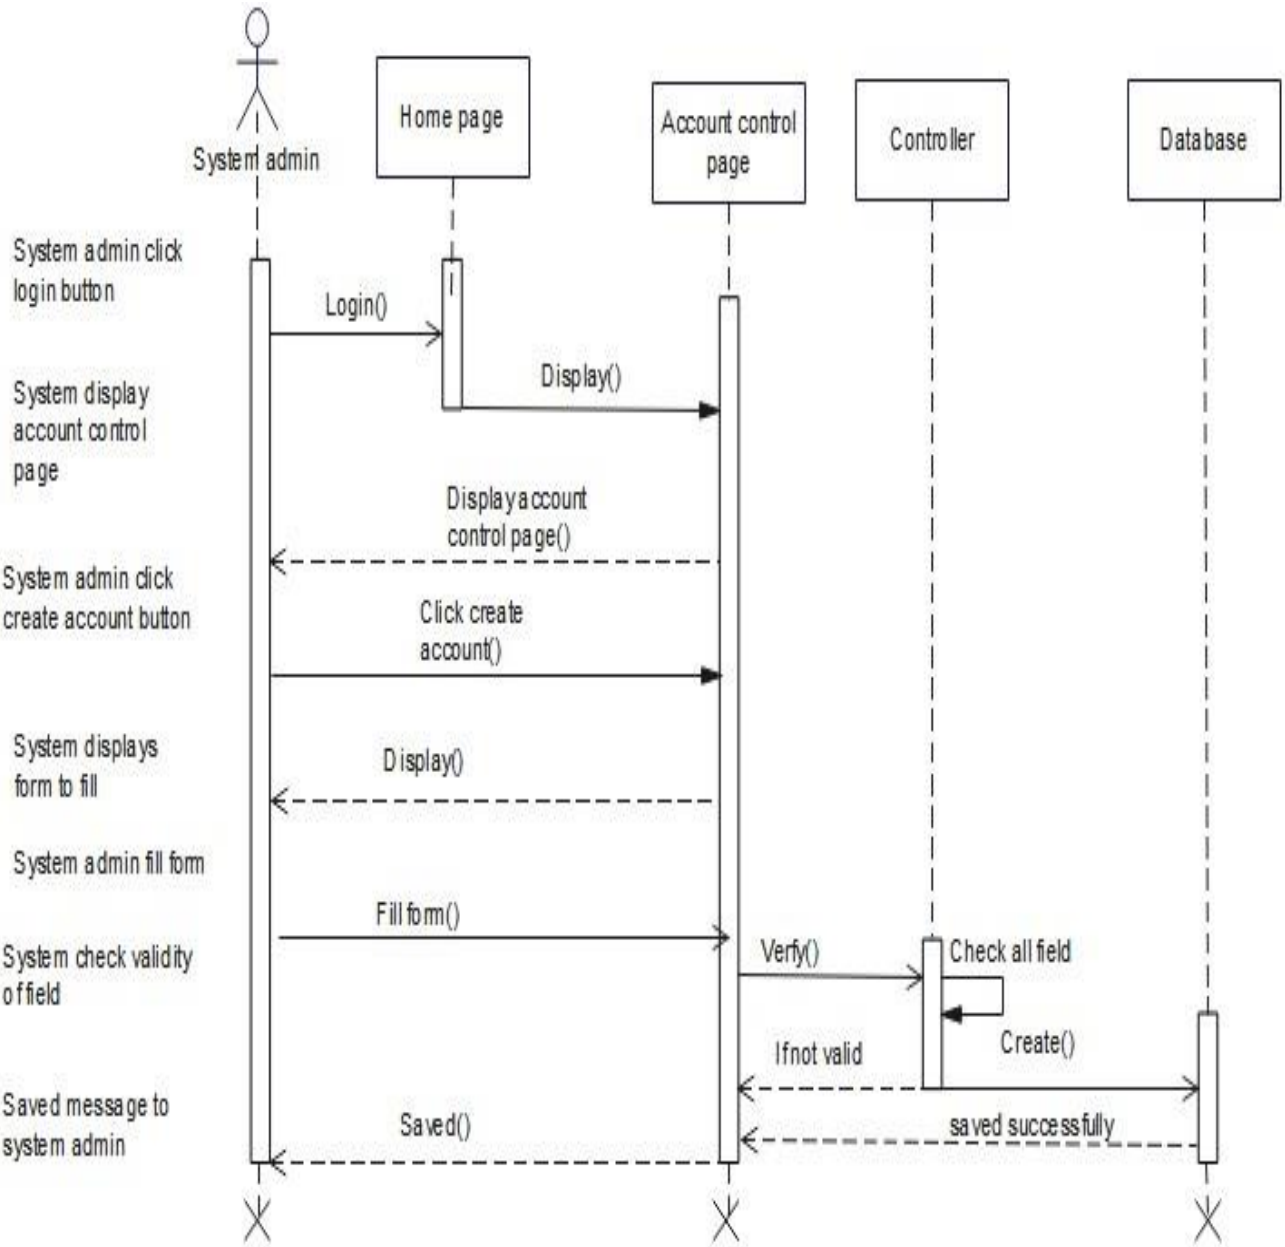 System admin
Home page
Account control
page
Controller
Database
System admin click
login button
Login()
Display()
System display
account control
page
Display account
control page()
System admin click
create account button
Click create
account()
System displays
form to fill
Display()
System admin fill form
Fill form()
System check validity
of field
Verfy()
Check all field
Create()
If not valid
Saved message to
system admin
Saved()
saved successfully